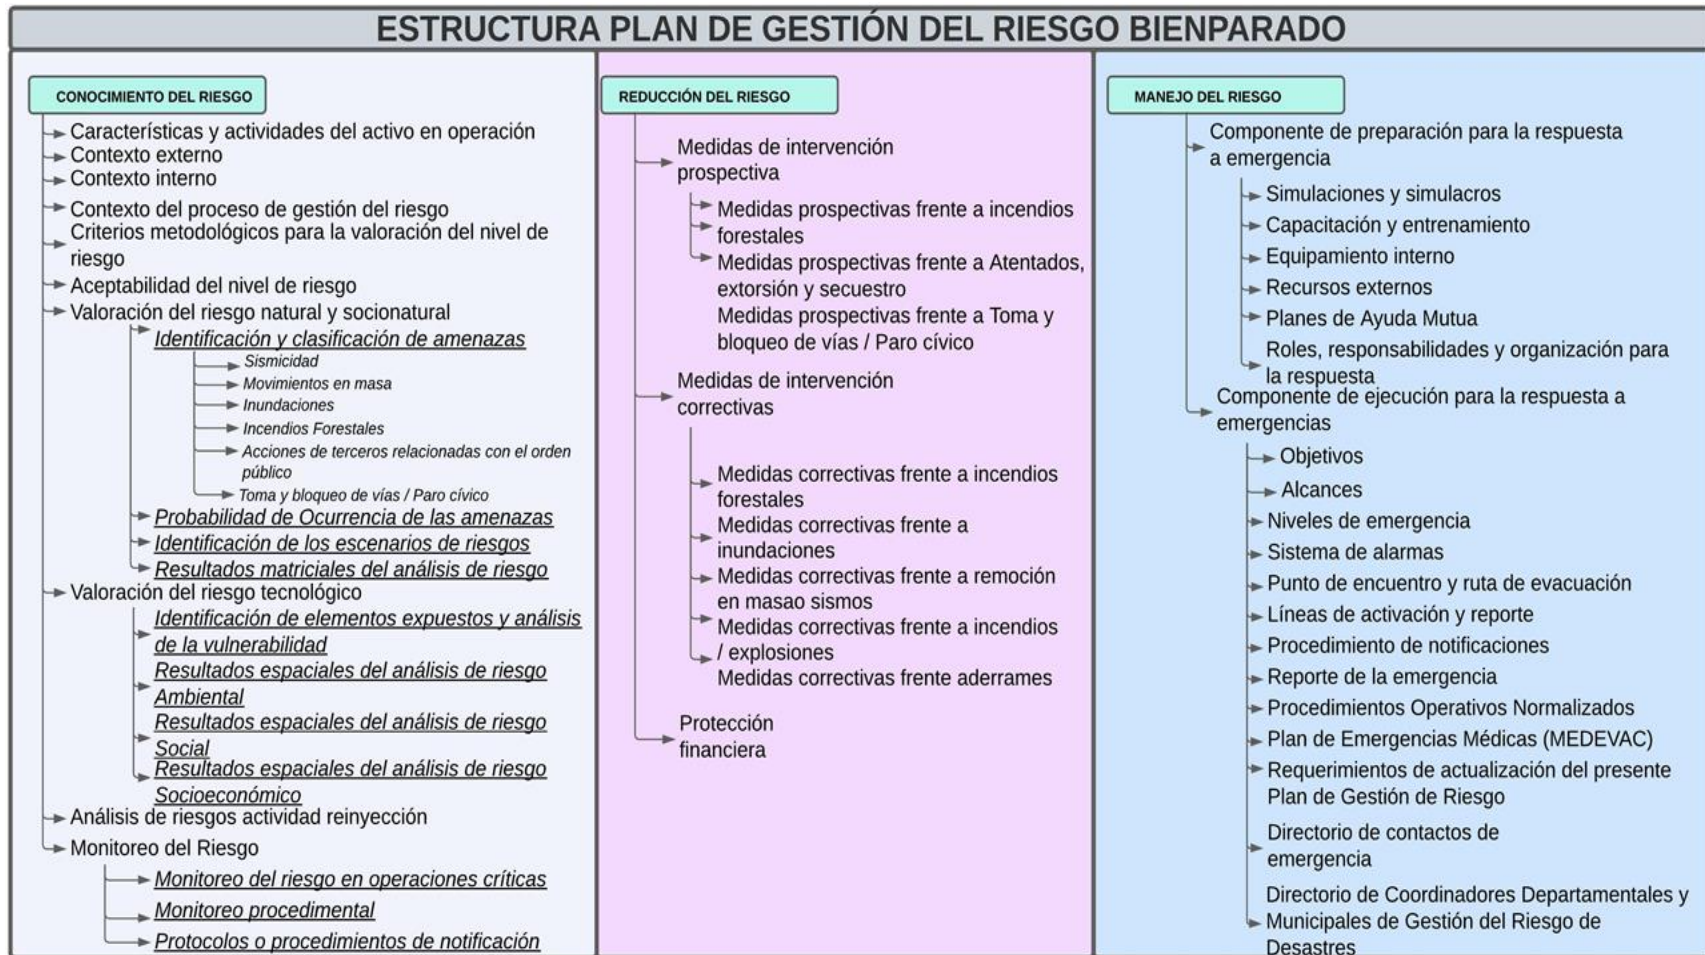 ESTRUCTURA PLAN DE GESTIÓN DEL RIESGO BIENPARADO
CONOCIMIENTO DEL RIESGO
Características y actividades del activo en operación
Contexto externo
Contexto interno
Contexto del proceso de gestión del riesgo
Criterios metodológicos para la valoración del nivel de
riesgo
Aceptabilidad del nivel de riesgo
Valoración del riesgo natural y socionatural
Identificación y clasificación de amenazas
Sismicidad
Movimientos en masa
Inundaciones
Incendios Forestales
Acciones de terceros relacionadas con el orden
público
Toma y bloqueo de vías / Paro cívico
Probabilidad de Ocurrencia de las amenazas
Identificación de los escenarios de riesgos
Resultados matriciales del análisis de riesgo
Valoración del riesgo tecnológico
Identificación de elementos expuestos y análisis
de la vulnerabilidad
Resultados espaciales del análisis de riesgo
Ambiental
Resultados espaciales del análisis de riesgo
Social
Resultados espaciales del análisis de riesgo
Socioeconómico
Análisis de riesgos actividad reinyección
Monitoreo del Riesgo
Monitoreo del riesgo en operaciones críticas
Monitoreo procedimental
Protocolos o procedimientos de notificación
REDUCCIÓN DEL RIESGO
Medidas de intervención
prospectiva
Medidas prospectivas frente a incendios
forestales
Medidas prospectivas frente a Atentados,
extorsión y secuestro
Medidas prospectivas frente a Toma y
bloqueo de vías / Paro cívico
Medidas de intervención
correctivas
Medidas correctivas frente a incendios
forestales
Medidas correctivas frente a
inundaciones
Medidas correctivas frente a remoción
en masao sismos
Medidas correctivas frente a incendios
/ explosiones
Medidas correctivas frente aderrames
Protección
financiera
MANEJO DEL RIESGO
Componente de preparación para la respuesta
a emergencia
Simulaciones y simulacros
Capacitación y entrenamiento
Equipamiento interno
Recursos externos
Planes de Ayuda Mutua
Roles, responsabilidades y organización para
la respuesta
Componente de ejecución para la respuesta a
emergencias
Objetivos
Alcances
Niveles de emergencia
Sistema de alarmas
Punto de encuentro y ruta de evacuación
Líneas de activación y reporte
Procedimiento de notificaciones
Reporte de la emergencia
Procedimientos Operativos Normalizados
Plan de Emergencias Médicas (MEDEVAC)
Requerimientos de actualización del presente
Plan de Gestión de Riesgo
Directorio de contactos de
emergencia
Directorio de Coordinadores Departamentales y
Municipales de Gestión del Riesgo de
Desastres